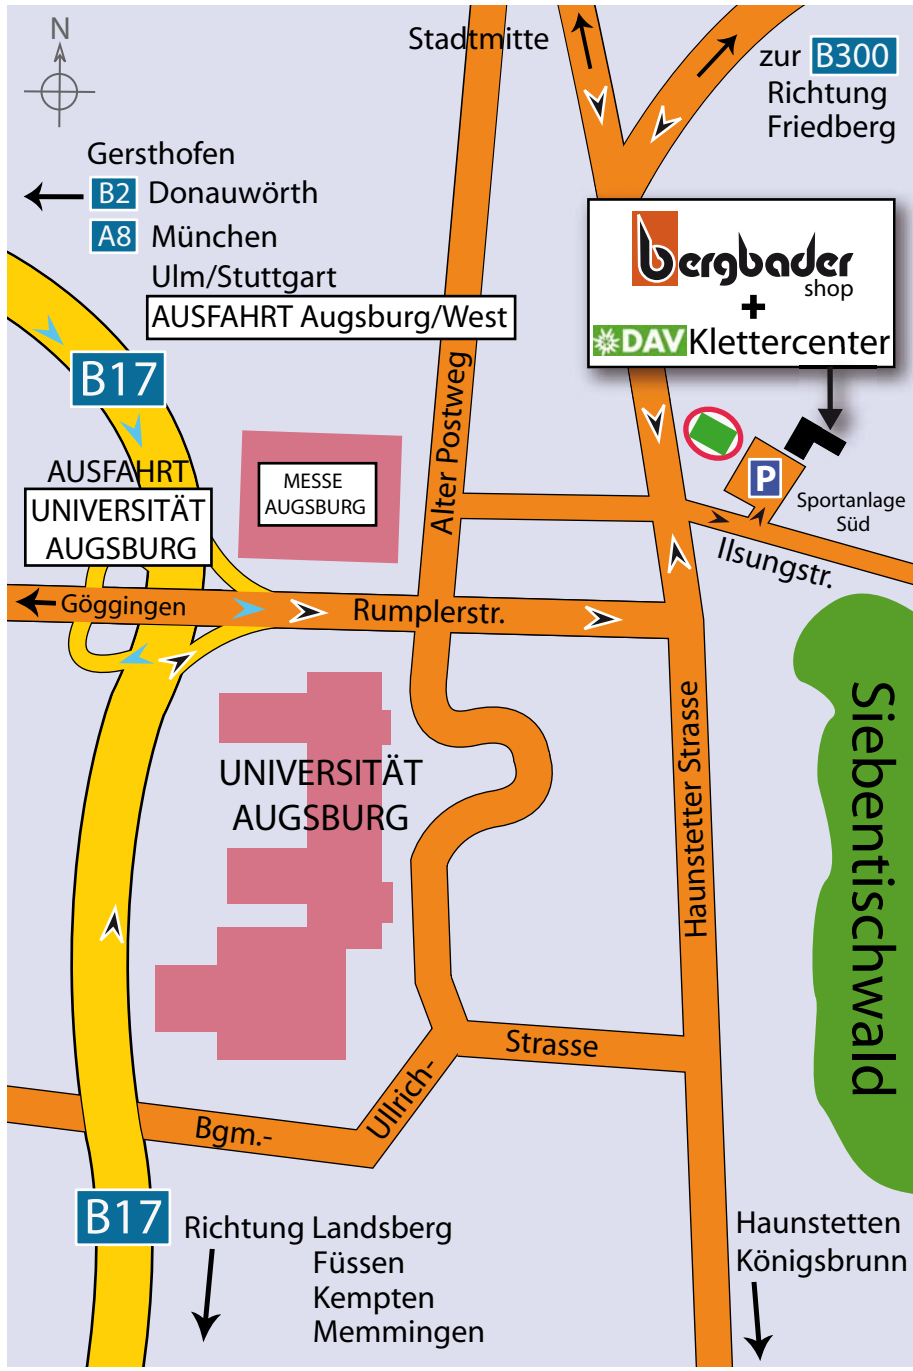 N
Stadtmitte
zur B300
Richtung
Friedberg
Gersthofen
B2 Donauwörth
A8 München
Ulm/Stuttgart
AUSFAHRT Augsburg/West
bergbader
shop
+
DAV Klettercenter
B17
Alter Postweg
AUSFAHRT
UNIVERSITÄT
AUGSBURG
MESSE
AUGSBURG
P
Sportanlage
Süd
Ilsungstr.
Göggingen
Rumplerstr.
Haunstetter Strasse
Siebentischwald
UNIVERSITÄT
AUGSBURG
Bgm.-
Ullrich-
Strasse
B17
Richtung Landsberg
Füssen
Kempten
Memmingen
Haunstetten
Königsbrunn